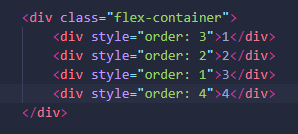 <div class="flex-container">
    <div style="order: 3">1</div>
    <div style="order: 2">2</div>
    <div style="order: 1">3</div>
    <div style="order: 4">4</div>
</div>